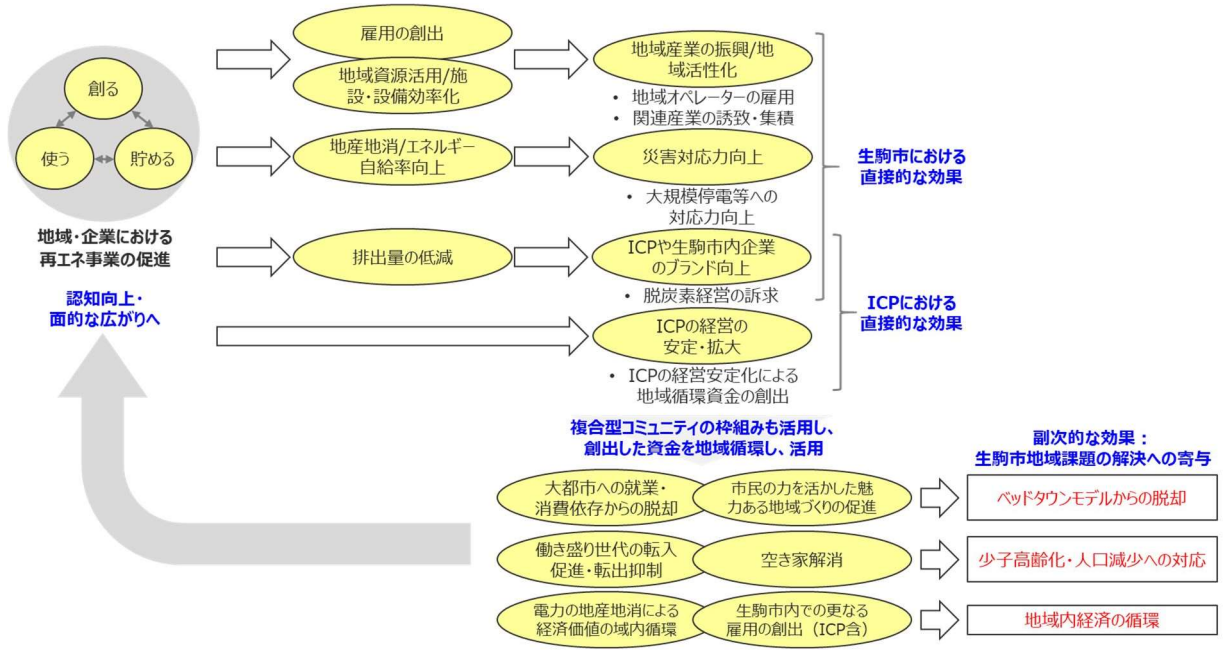 創る
使う
貯める
地域・企業における
再エネ事業の促進
認知向上・
面的な広がりへ
雇用の創出
地域資源活用/施
設・設備効率化
地域産業の振興/地
域活性化
• 地域オペレーターの雇用
• 関連産業の誘致・集積
地産地消/エネルギー
自給率向上
災害対応力向上
• 大規模停電等への
対応力向上
生駒市における
直接的な効果
排出量の低減
ICPや生駒市内企業
のブランド向上
• 脱炭素経営の訴求
ICPの経営の
安定・拡大
• ICPの経営安定化による
地域循環資金の創出
ICPにおける
直接的な効果
複合型コミュニティの枠組みも活用し、
創出した資金を地域循環し、活用
副次的な効果：
生駒市地域課題の解決への寄与
大都市への就業・
消費依存からの脱却
市民の力を活かした魅
力ある地域づくりの促進
ベッドタウンモデルからの脱却
働き盛り世代の転入
促進・転出抑制
空き家解消
少子高齢化・人口減少への対応
電力の地産地消による
経済価値の域内循環
生駒市内での更なる
雇用の創出（ICP含）
地域内経済の循環